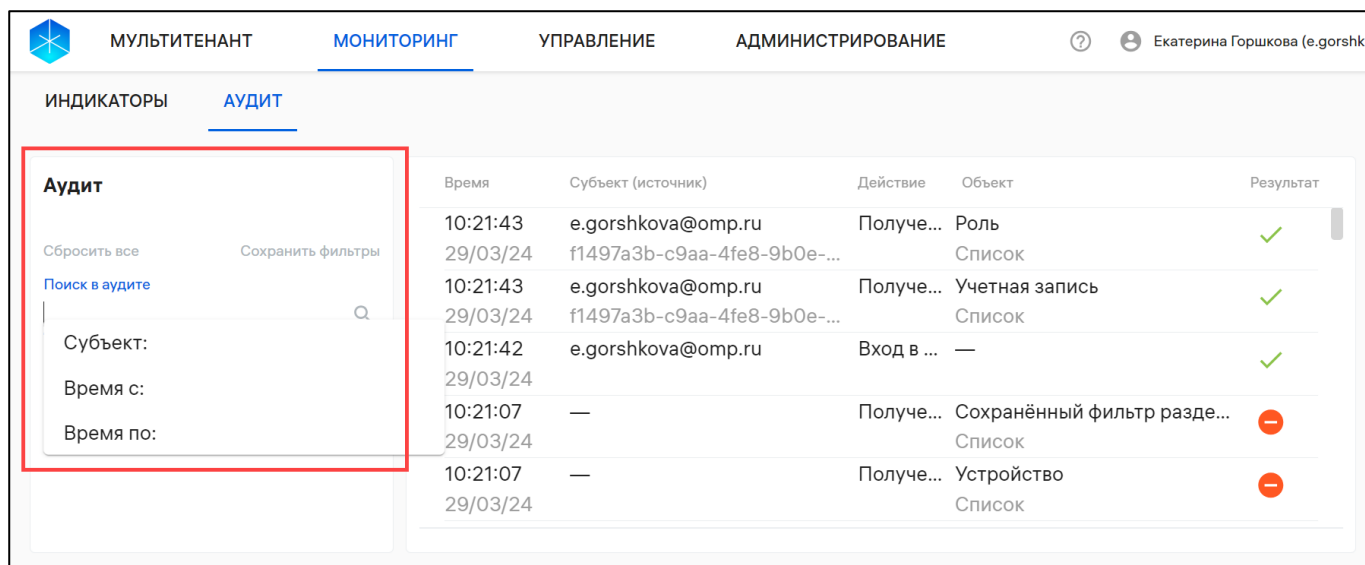 МУЛЬТИТЕНАНТ МОНИТОРИНГ УПРАВЛЕНИЕ АДМИНИСТРИРОВАНИЕ ? Екатерина Горшкова (e.gorshk
ИНДИКАТОРЫ АУДИТ
Аудит
Сбросить все Сохранить фильтры
Поиск в аудите
Субъект:
Время с:
Время по:
Время Субъект (источник) Действие Объект Результат
10:21:43 e.gorshkova@omp.ru Получе... Роль
29/03/24 f1497a3b-c9aa-4fe8-9b0e-... Список
10:21:43 e.gorshkova@omp.ru Получе... Учетная запись
29/03/24 f1497a3b-c9aa-4fe8-9b0e-... Список
10:21:42 e.gorshkova@omp.ru Вход в ... —
29/03/24
10:21:07 — Получе... Сохранённый фильтр разде...
29/03/24 Список
10:21:07 — Получе... Устройство
29/03/24 Список